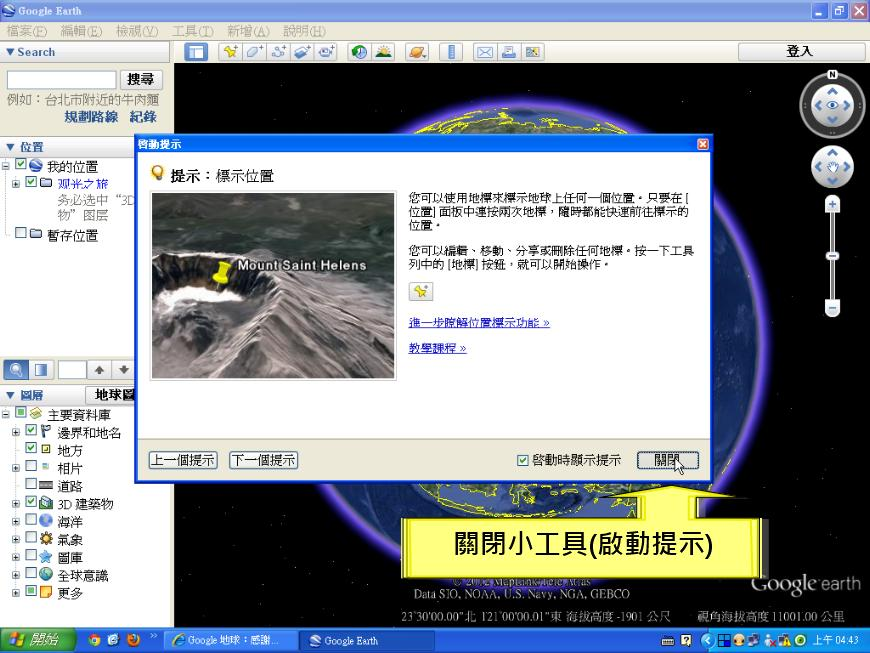 Google Earth
檔案(F) 編輯(E) 檢視(V) 工具(T) 新增(A) 說明(H)
Search
登入
搜尋
例如：台北市附近的牛肉麵
規劃路線 紀錄
N
位置
我的位置
观光之旅
务必选中“3D
物”图层
暫存位置
啓動提示
提示：標示位置
Mount Saint Helens
您可以使用地標來標示地球上任何一個位置。只要在 [
位置] 面板中連按兩次地標，隨時都能快速前往標示的
位置。
您可以編輯、移動、分享或刪除任何地標。按一下工具
列中的 [地標] 按鈕，就可以開始操作。
進一步瞭解位置標示功能 »
教學課程 »
上一個提示 下一個提示
啓動時顯示提示 關閉
圖層
地球圖
主要資料庫
邊界和地名
地方
相片
道路
3D 建築物
海洋
氣象
圖庫
全球意識
更多
關閉小工具(啟動提示)
© 2012 MapLink/Tele Atlas
Data SIO, NOAA, U.S. Navy, NGA, GEBCO
Google earth
23°30'00.00"北 121°00'00.01"東 海拔高度 -1901 公尺 視角海拔高度 11001.00 公里
開始
Google 地球：感謝...
Google Earth
上午 04:43